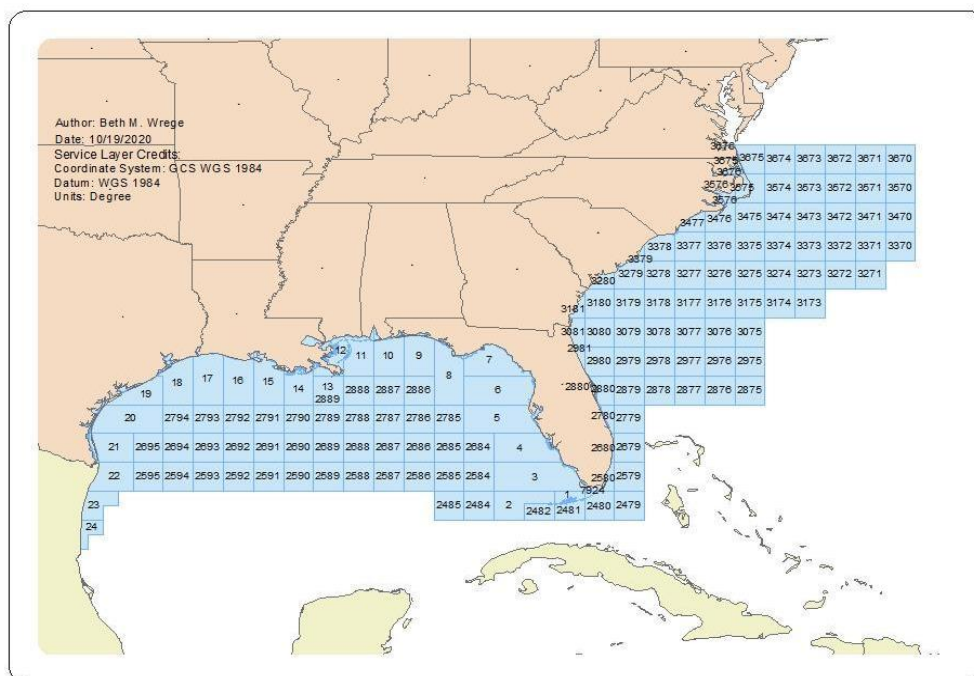 Author: Beth M. Wrege
Date: 10/19/2020
Service Layer Credits:
Coordinate System: GCS WGS 1984
Datum: WGS 1984
Units: Degree
3676
3675 3675 3674 3673 3672 3671 3670
3676
3576 3575 3574 3573 3572 3571 3570
3576
3477 3476 3475 3474 3473 3472 3471 3470
3378 3377 3376 3375 3374 3373 3372 3371 3370
3379
3280 3279 3278 3277 3276 3275 3274 3273 3272 3271
3181 3180 3179 3178 3177 3176 3175 3174 3173
3081 3080 3079 3078 3077 3076 3075
2981
2980 2979 2978 2977 2976 2975
12 11 10 9 7
8
19 18 17 16 15 14 13 2888 2887 2886 6 2880 2880 2879 2878 2877 2876 2875
2889
20 2794 2793 2792 2791 2790 2789 2788 2787 2786 2785 5 2780 2779
21 2695 2694 2693 2692 2691 2690 2689 2688 2687 2686 2685 2684 4 2680 2679
22 2595 2594 2593 2592 2591 2590 2589 2588 2587 2586 2585 2584 3 2580 2579
1 7924
23 2485 2484 2 2482 2481 2480 2479
24